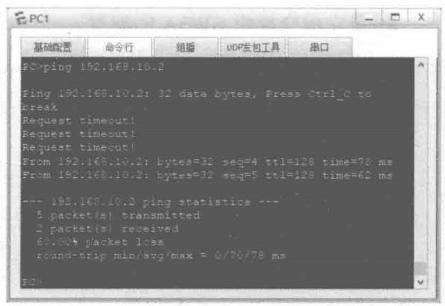 PC1
基础配置 命令行 组播 UDP发包工具 串口
PC>ping 192.168.10.2
Ping 192.168.10.2: 32 data bytes, Press Ctrl_C to
break
Request timeout!
Request timeout!
Request timeout!
From 192.168.10.2: bytes=32 seq=4 ttl=128 time=78 ms
From 192.168.10.2: bytes=32 seq=5 ttl=128 time=62 ms
--- 192.168.10.2 ping statistics ---
5 packet(s) transmitted
2 packet(s) received
60.00% packet loss
round-trip min/avg/max = 0/70/78 ms
PC>